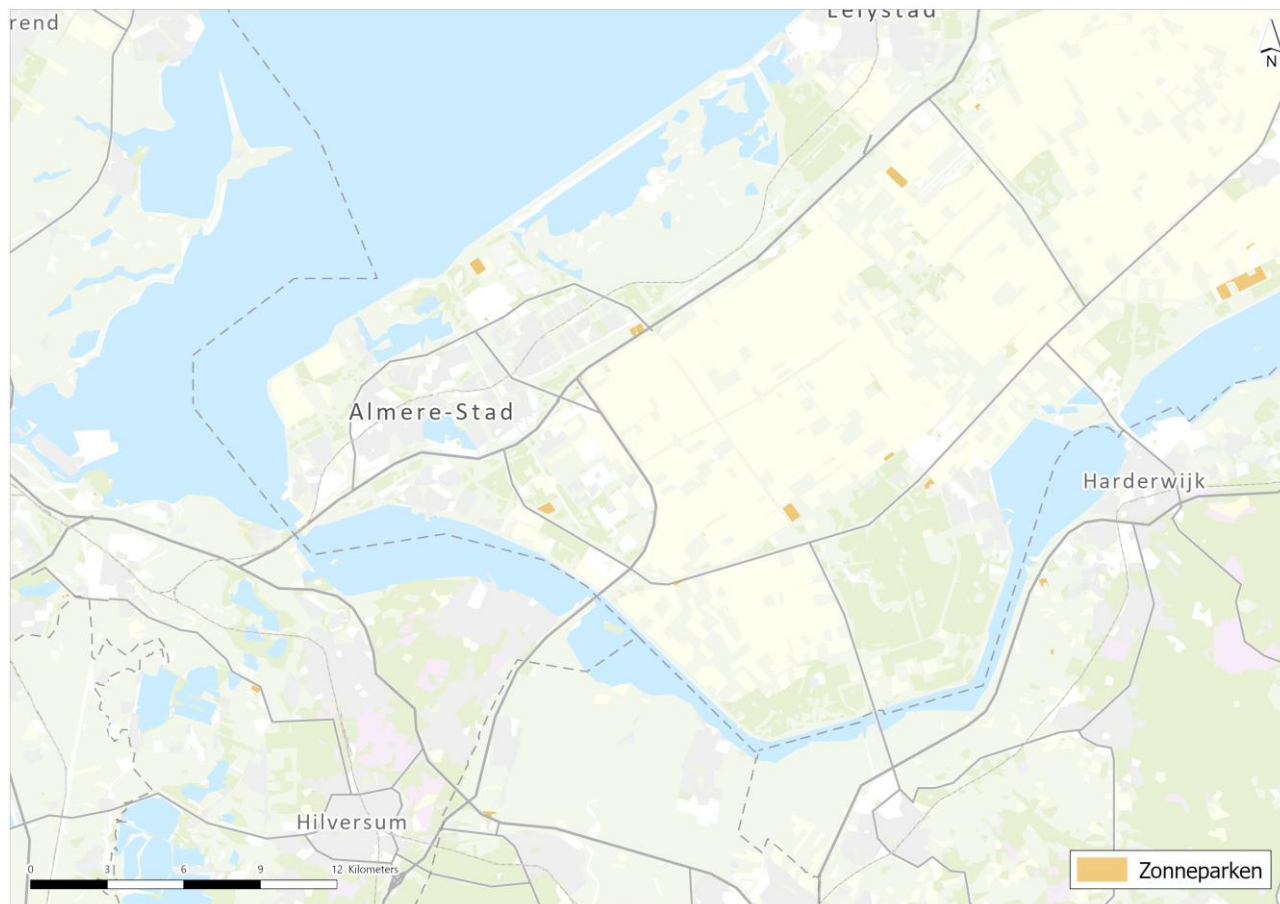 rend
Lelystad
N
Almere-Stad
Harderwijk
Hilversum
0 3 6 9 12 Kilometers
Zonneparken